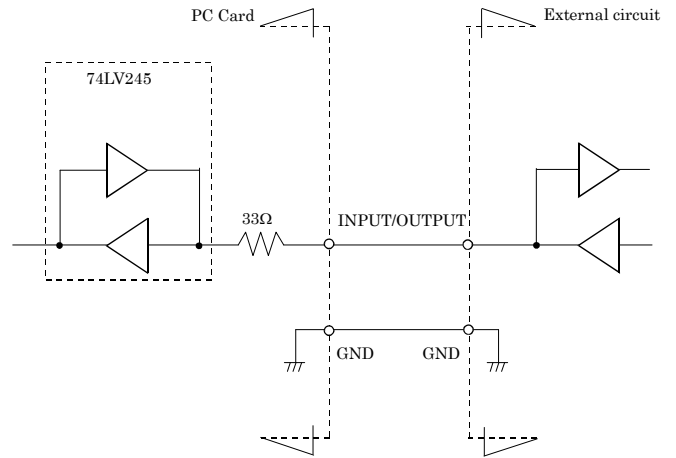 PC Card
External circuit
74LV245
33Ω
INPUT/OUTPUT
GND
GND